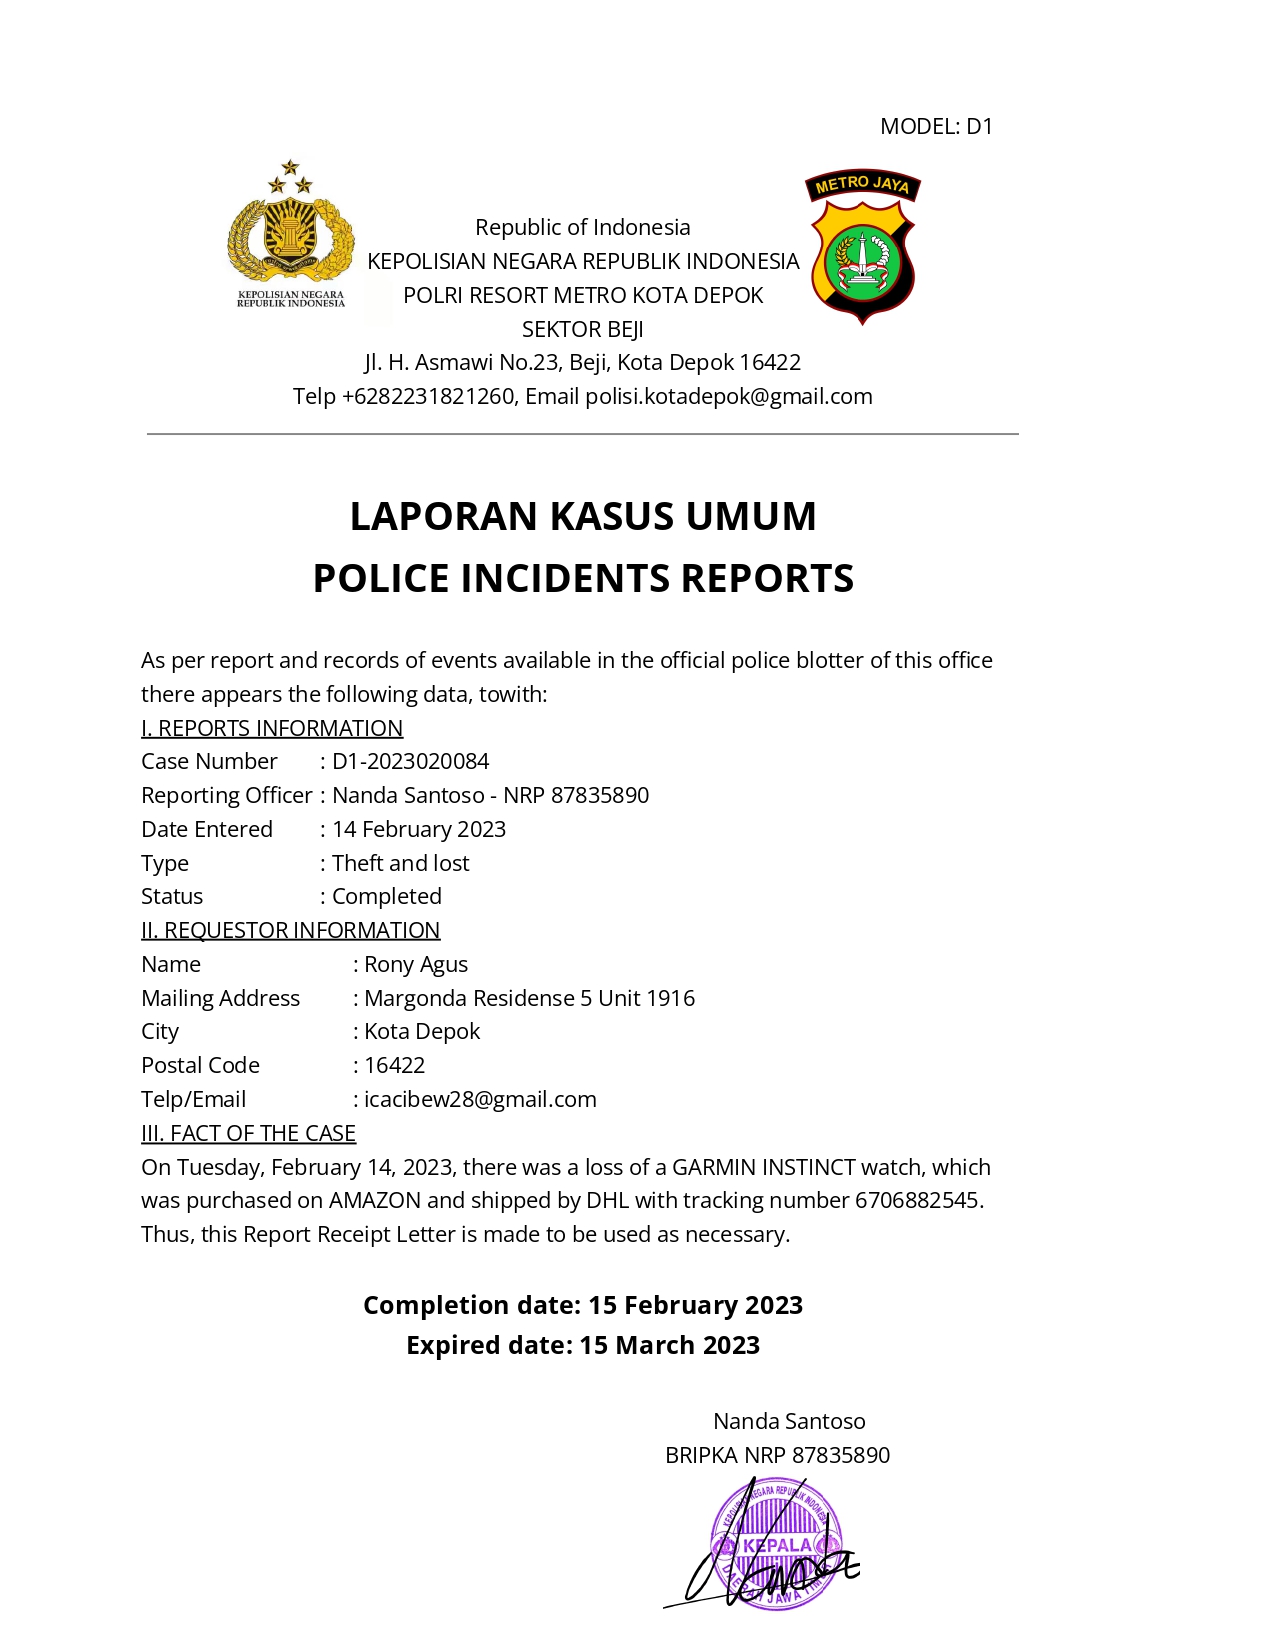 MODEL: D1
METRO JAYA
KEPOLISIAN NEGARA
REPUBLIK INDONESIA
Republic of Indonesia
KEPOLISIAN NEGARA REPUBLIK INDONESIA
POLRI RESORT METRO KOTA DEPOK
SEKTOR BEJI
Jl. H. Asmawi No.23, Beji, Kota Depok 16422
Telp +6282231821260, Email polisi.kotadepok@gmail.com
LAPORAN KASUS UMUM
POLICE INCIDENTS REPORTS
As per report and records of events available in the official police blotter of this office
there appears the following data, towith:
I. REPORTS INFORMATION
Case Number : D1-2023020084
Reporting Officer : Nanda Santoso - NRP 87835890
Date Entered : 14 February 2023
Type : Theft and lost
Status : Completed
II. REQUESTOR INFORMATION
Name : Rony Agus
Mailing Address : Margonda Residense 5 Unit 1916
City : Kota Depok
Postal Code : 16422
Telp/Email : icacibew28@gmail.com
III. FACT OF THE CASE
On Tuesday, February 14, 2023, there was a loss of a GARMIN INSTINCT watch, which
was purchased on AMAZON and shipped by DHL with tracking number 6706882545.
Thus, this Report Receipt Letter is made to be used as necessary.
Completion date: 15 February 2023
Expired date: 15 March 2023
Nanda Santoso
BRIPKA NRP 87835890
KEPOLISIAN NEGARA REPUBLIK INDONESIA
KEPALA
DAERAH JAWA TIMUR